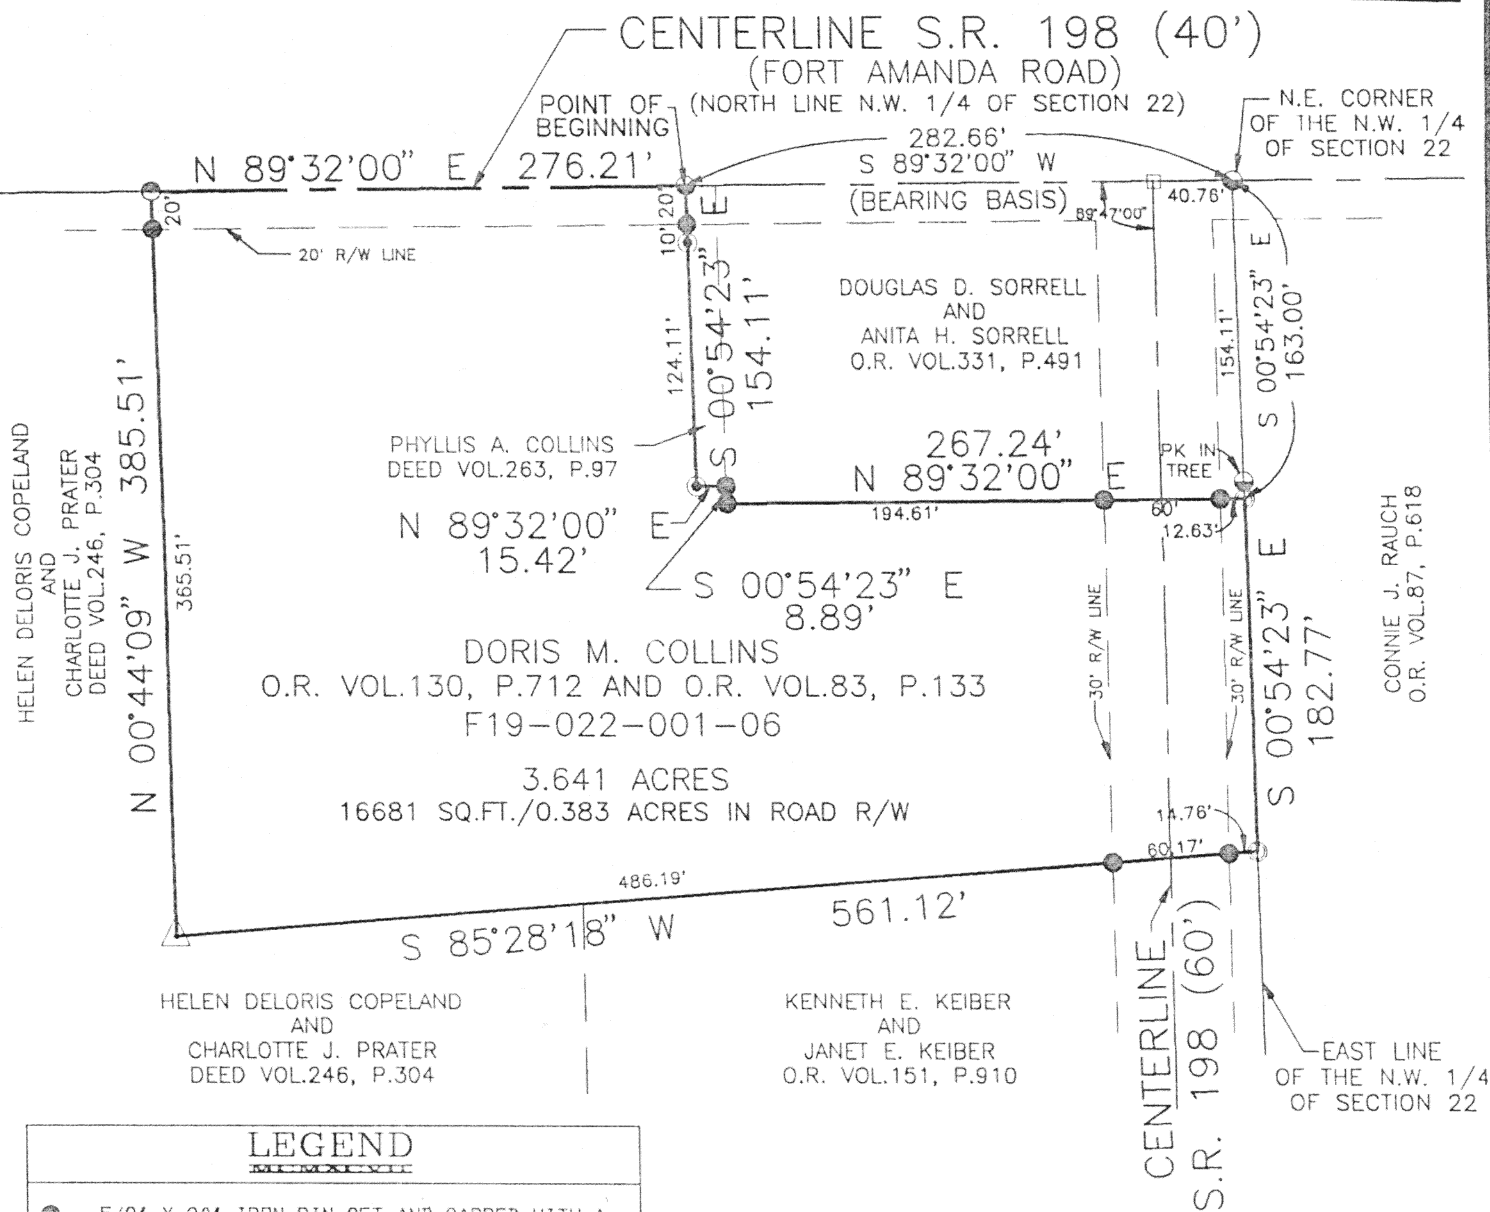 CENTERLINE S.R. 198 (40')
(FORT AMANDA ROAD)
(NORTH LINE N.W. 1/4 OF SECTION 22)
POINT OF
BEGINNING
N.E. CORNER
OF THE N.W. 1/4
OF SECTION 22
282.66'
S 89°32'00" W
(BEARING BASIS)
N 89°32'00" E 276.21'
20'
20' R/W LINE
20'
10'
89°47'00"
40.76'
DOUGLAS D. SORRELL
AND
ANITA H. SORRELL
O.R. VOL.331, P.491
124.11'
S 00°54'23" E
154.11'
154.11'
S 00°54'23" E
163.00'
HELEN DELORIS COPELAND
AND
CHARLOTTE J. PRATER
DEED VOL.246, P.304
N 00°44'09" W 385.51'
365.51'
PHYLLIS A. COLLINS
DEED VOL.263, P.97
267.24'
N 89°32'00" E
194.61'
60'
12.63'
PK IN
TREE
N 89°32'00" E
15.42'
S 00°54'23" E
8.89'
CONNIE J. RAUCH
O.R. VOL.87, P.618
DORIS M. COLLINS
O.R. VOL.130, P.712 AND O.R. VOL.83, P.133
F19-022-001-06
3.641 ACRES
16681 SQ.FT./0.383 ACRES IN ROAD R/W
30' R/W LINE
30' R/W LINE
S 00°54'23" E
182.77'
14.76'
60.17'
486.19'
S 85°28'18" W 561.12'
HELEN DELORIS COPELAND
AND
CHARLOTTE J. PRATER
DEED VOL.246, P.304
KENNETH E. KEIBER
AND
JANET E. KEIBER
O.R. VOL.151, P.910
CENTERLINE
S.R. 198 (60')
EAST LINE
OF THE N.W. 1/4
OF SECTION 22
LEGEND
MCMXCVII
IRON PIN SET AND CAPPED WITH A